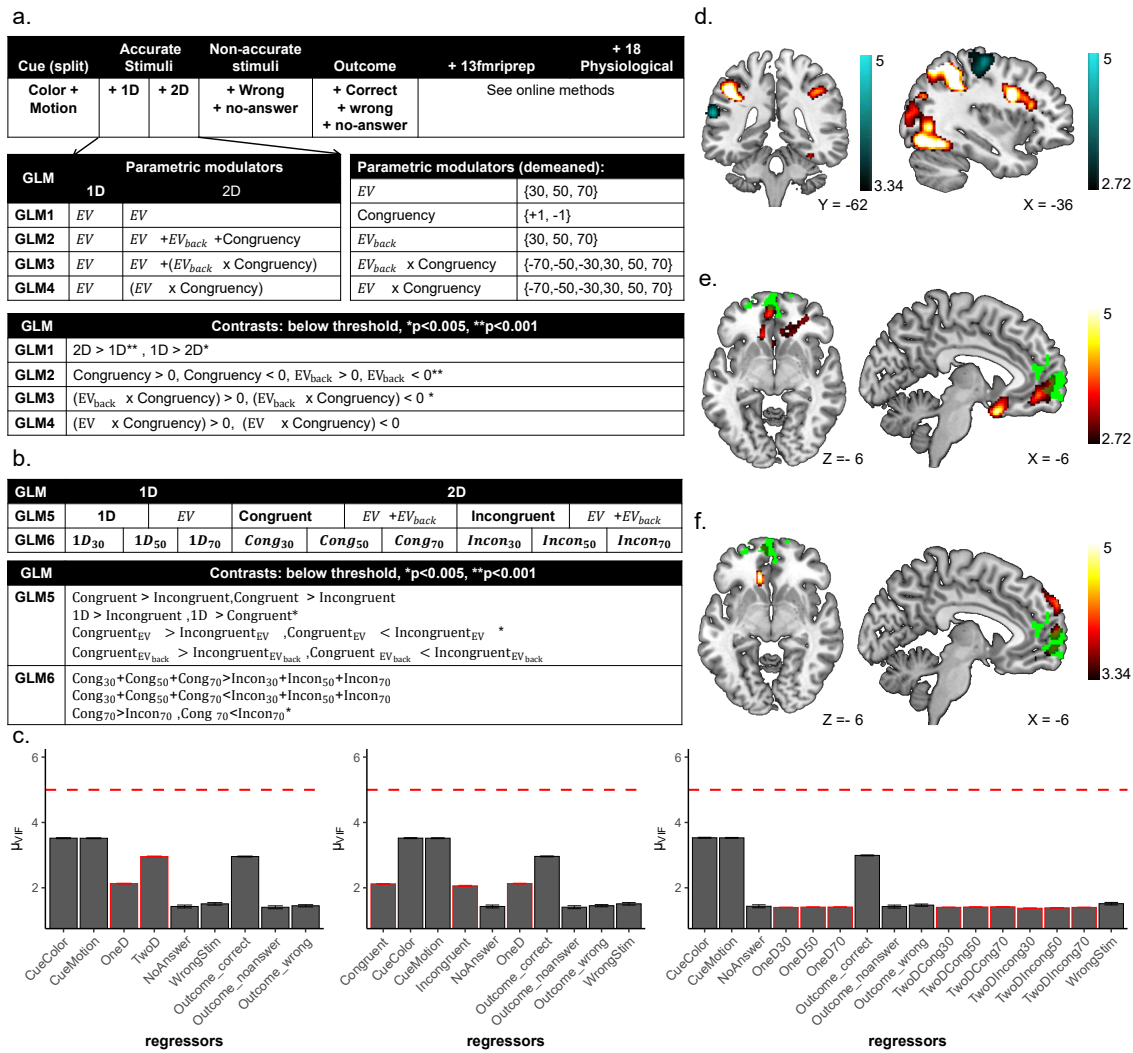 a.
Cue (split) Accurate Stimuli Non-accurate stimuli Outcome + 13fmriprep + 18 Physiological
Color + Motion + 1D + 2D + Wrong + no-answer + Correct + wrong + no-answer See online methods
GLM Parametric modulators
1D 2D
GLM1 EV EV
GLM2 EV EV +EVback +Congruency
GLM3 EV EV +(EVback x Congruency)
GLM4 EV (EV x Congruency)
Parametric modulators (demeaned):
EV {30, 50, 70}
Congruency {+1, -1}
EVback {30, 50, 70}
EVback x Congruency {-70,-50,-30,30, 50, 70}
EV x Congruency {-70,-50,-30,30, 50, 70}
GLM Contrasts: below threshold, *p<0.005, **p<0.001
GLM1 2D > 1D** , 1D > 2D*
GLM2 Congruency > 0, Congruency < 0, EVback > 0, EVback < 0**
GLM3 (EVback x Congruency) > 0, (EVback x Congruency) < 0 *
GLM4 (EV x Congruency) > 0, (EV x Congruency) < 0
b.
GLM 1D 2D
GLM5 1D EV Congruent EV +EVback Incongruent EV +EVback
GLM6 1D30 1D50 1D70 Cong30 Cong50 Cong70 Incon30 Incon50 Incon70
GLM Contrasts: below threshold, *p<0.005, **p<0.001
GLM5 Congruent > Incongruent,Congruent > Incongruent
1D > Incongruent ,1D > Congruent*
CongruentEV > IncongruentEV ,CongruentEV < IncongruentEV *
CongruentEVback > IncongruentEVback ,Congruent EVback < IncongruentEVback
GLM6 Cong30+Cong50+Cong70>Incon30+Incon50+Incon70
Cong30+Cong50+Cong70<Incon30+Incon50+Incon70
Cong70>Incon70 ,Cong 70<Incon70*
c.
μVIF
6
4
2
CueColor
CueMotion
OneD
TwoD
NoAnswer
WrongStim
Outcome_correct
Outcome_noanswer
Outcome_wrong
regressors
μVIF
6
4
2
Congruent
CueColor
CueMotion
Incongruent
NoAnswer
OneD
Outcome_correct
Outcome_noanswer
Outcome_wrong
WrongStim
regressors
μVIF
6
4
2
CueColor
CueMotion
NoAnswer
OneD30
OneD50
OneD70
Outcome_correct
Outcome_noanswer
Outcome_wrong
TwoDCong30
TwoDCong50
TwoDCong70
TwoDIncong30
TwoDIncong50
TwoDIncong70
WrongStim
regressors
d.
5
3.34
Y = -62
5
2.72
X = -36
e.
Z =- 6
X = -6
5
2.72
f.
Z =- 6
X = -6
5
3.34